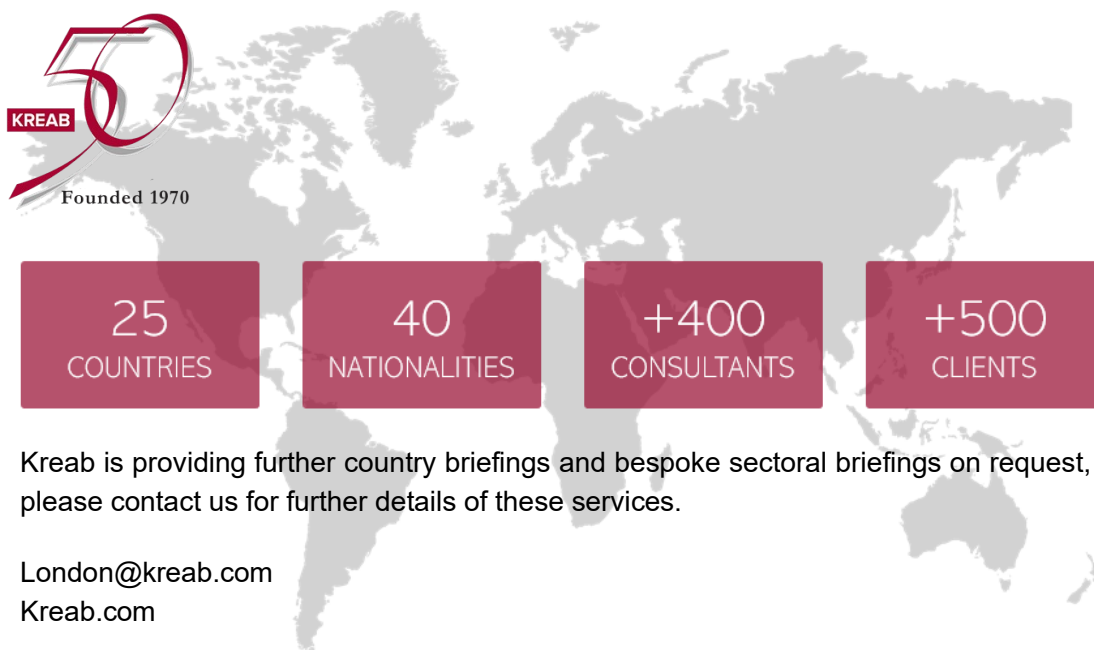 50
KREAB
Founded 1970
25
COUNTRIES
40
NATIONALITIES
+400
CONSULTANTS
+500
CLIENTS
Kreab is providing further country briefings and bespoke sectoral briefings on request,
please contact us for further details of these services.
London@kreab.com
Kreab.com